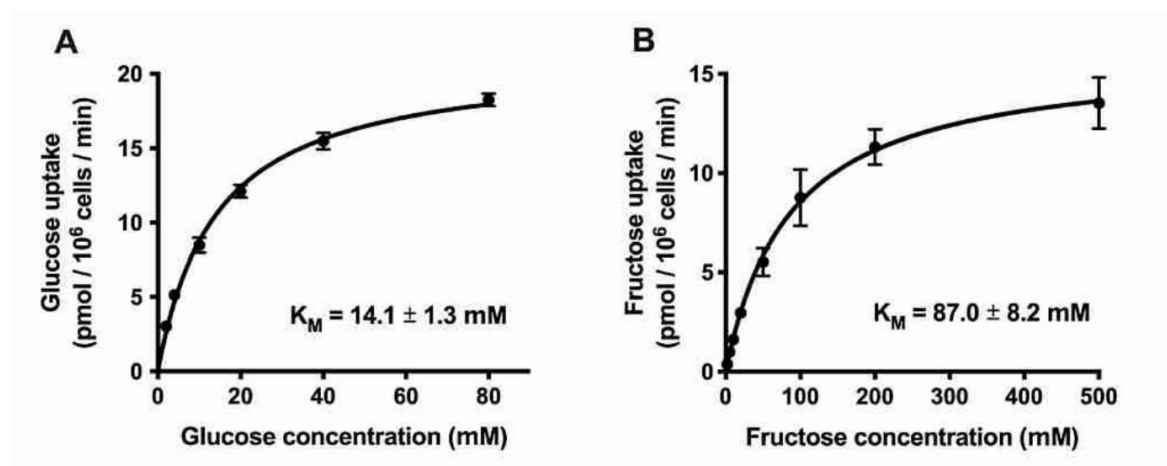 A
Glucose uptake
(pmol / 10⁶ cells / min)
20
15
10
5
0
K_M = 14.1 ± 1.3 mM
0 20 40 60 80
Glucose concentration (mM)
B
Fructose uptake
(pmol / 10⁶ cells / min)
15
10
5
0
K_M = 87.0 ± 8.2 mM
0 100 200 300 400 500
Fructose concentration (mM)